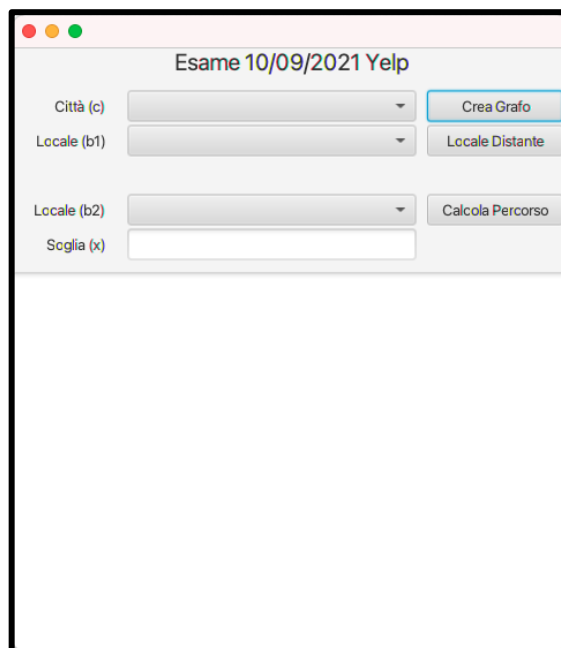 Esame 10/09/2021 Yelp
Città (c)
Crea Grafo
Locale (b1)
Locale Distante
Locale (b2)
Calcola Percorso
Soglia (x)